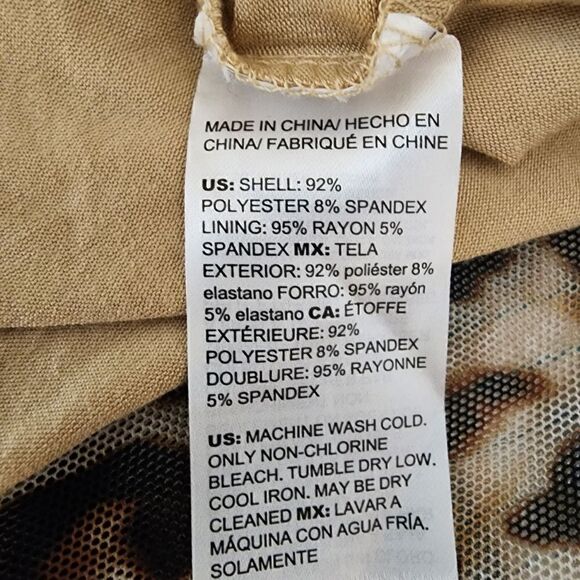 MADE IN CHINA/ HECHO EN
CHINA/ FABRIQUÉ EN CHINE
US: SHELL: 92%
POLYESTER 8% SPANDEX
LINING: 95% RAYON 5%
SPANDEX MX: TELA
EXTERIOR: 92% poliéster 8%
elastano FORRO: 95% rayón
5% elastano CA: ÉTOFFE
EXTÉRIEURE: 92%
POLYESTER 8% SPANDEX
DOUBLURE: 95% RAYONNE
5% SPANDEX
US: MACHINE WASH COLD.
ONLY NON-CHLORINE
BLEACH. TUMBLE DRY LOW.
COOL IRON. MAY BE DRY
CLEANED MX: LAVAR A
MÁQUINA CON AGUA FRÍA.
SOLAMENTE